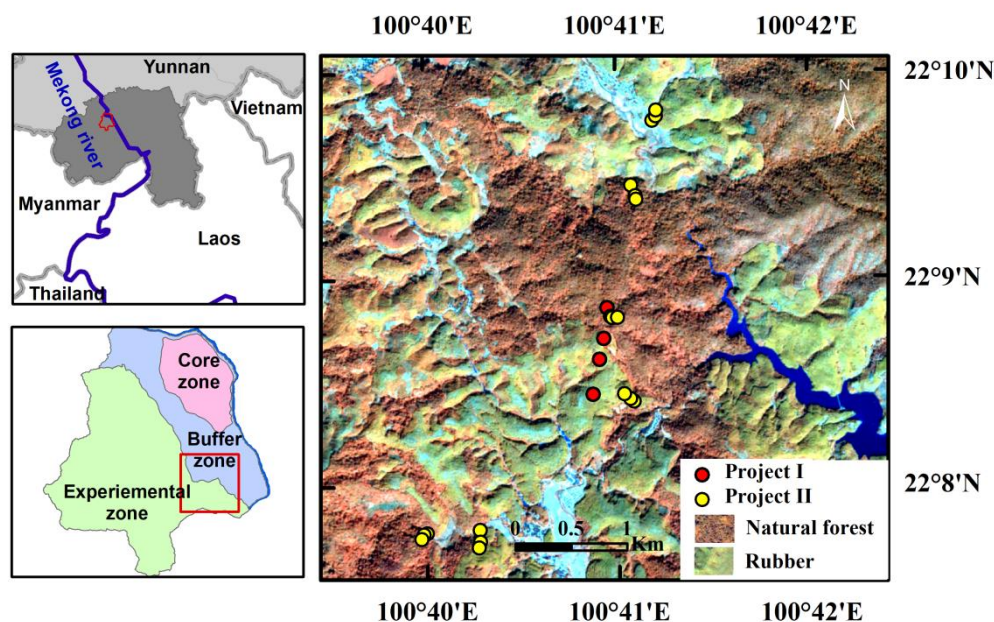 100°40'E 100°41'E 100°42'E
Yunnan
Vietnam
Mekong river
Myanmar
Laos
Thailand
Core
zone
Buffer
zone
Experiemental
zone
N
22°10'N
22°9'N
22°8'N
Project I
Project II
Natural forest
Rubber
0 0.5 1
Km
100°40'E 100°41'E 100°42'E